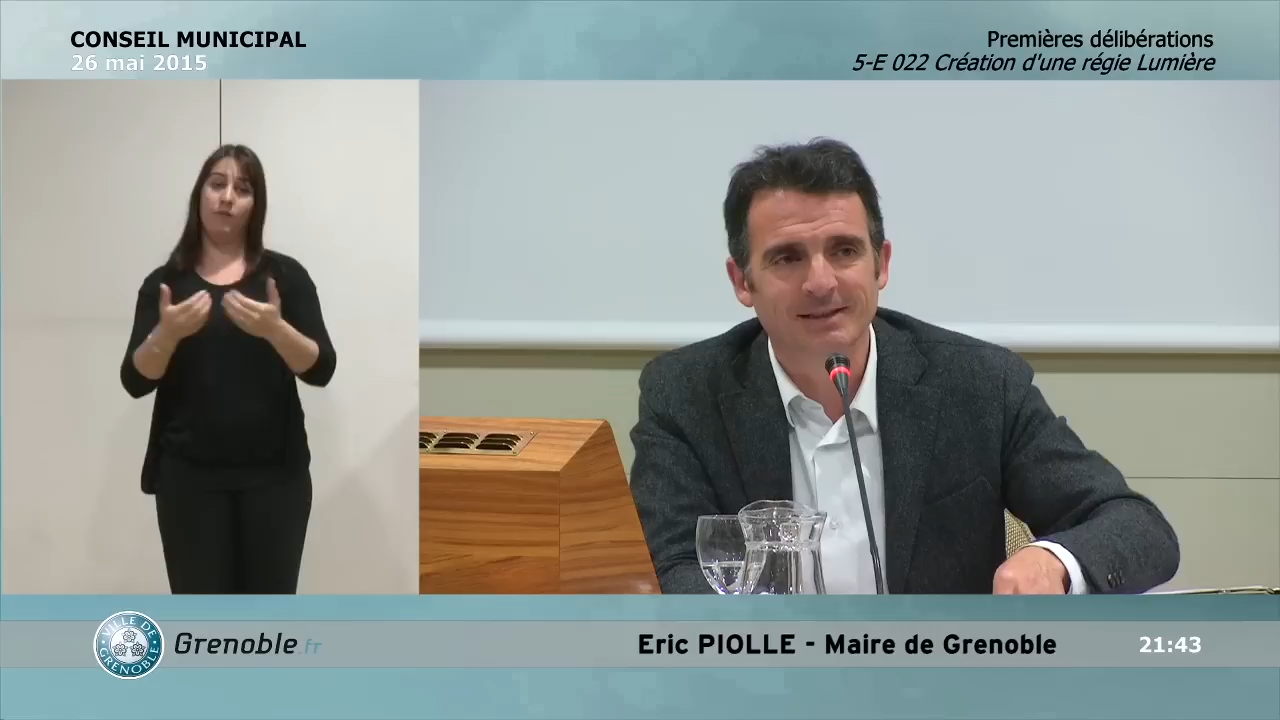 CONSEIL MUNICIPAL
26 mai 2015
Premières délibérations
5-E 022 Création d'une régie Lumière
VILLE DE GRENOBLE
Grenoble.fr
Eric PIOLLE - Maire de Grenoble
21:43